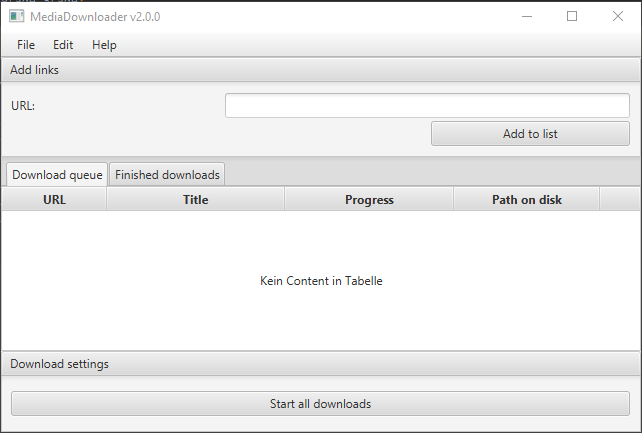 MediaDownloader v2.0.0
File Edit Help
Add links
URL:
Add to list
Download queue Finished downloads
URL Title Progress Path on disk
Kein Content in Tabelle
Download settings
Start all downloads